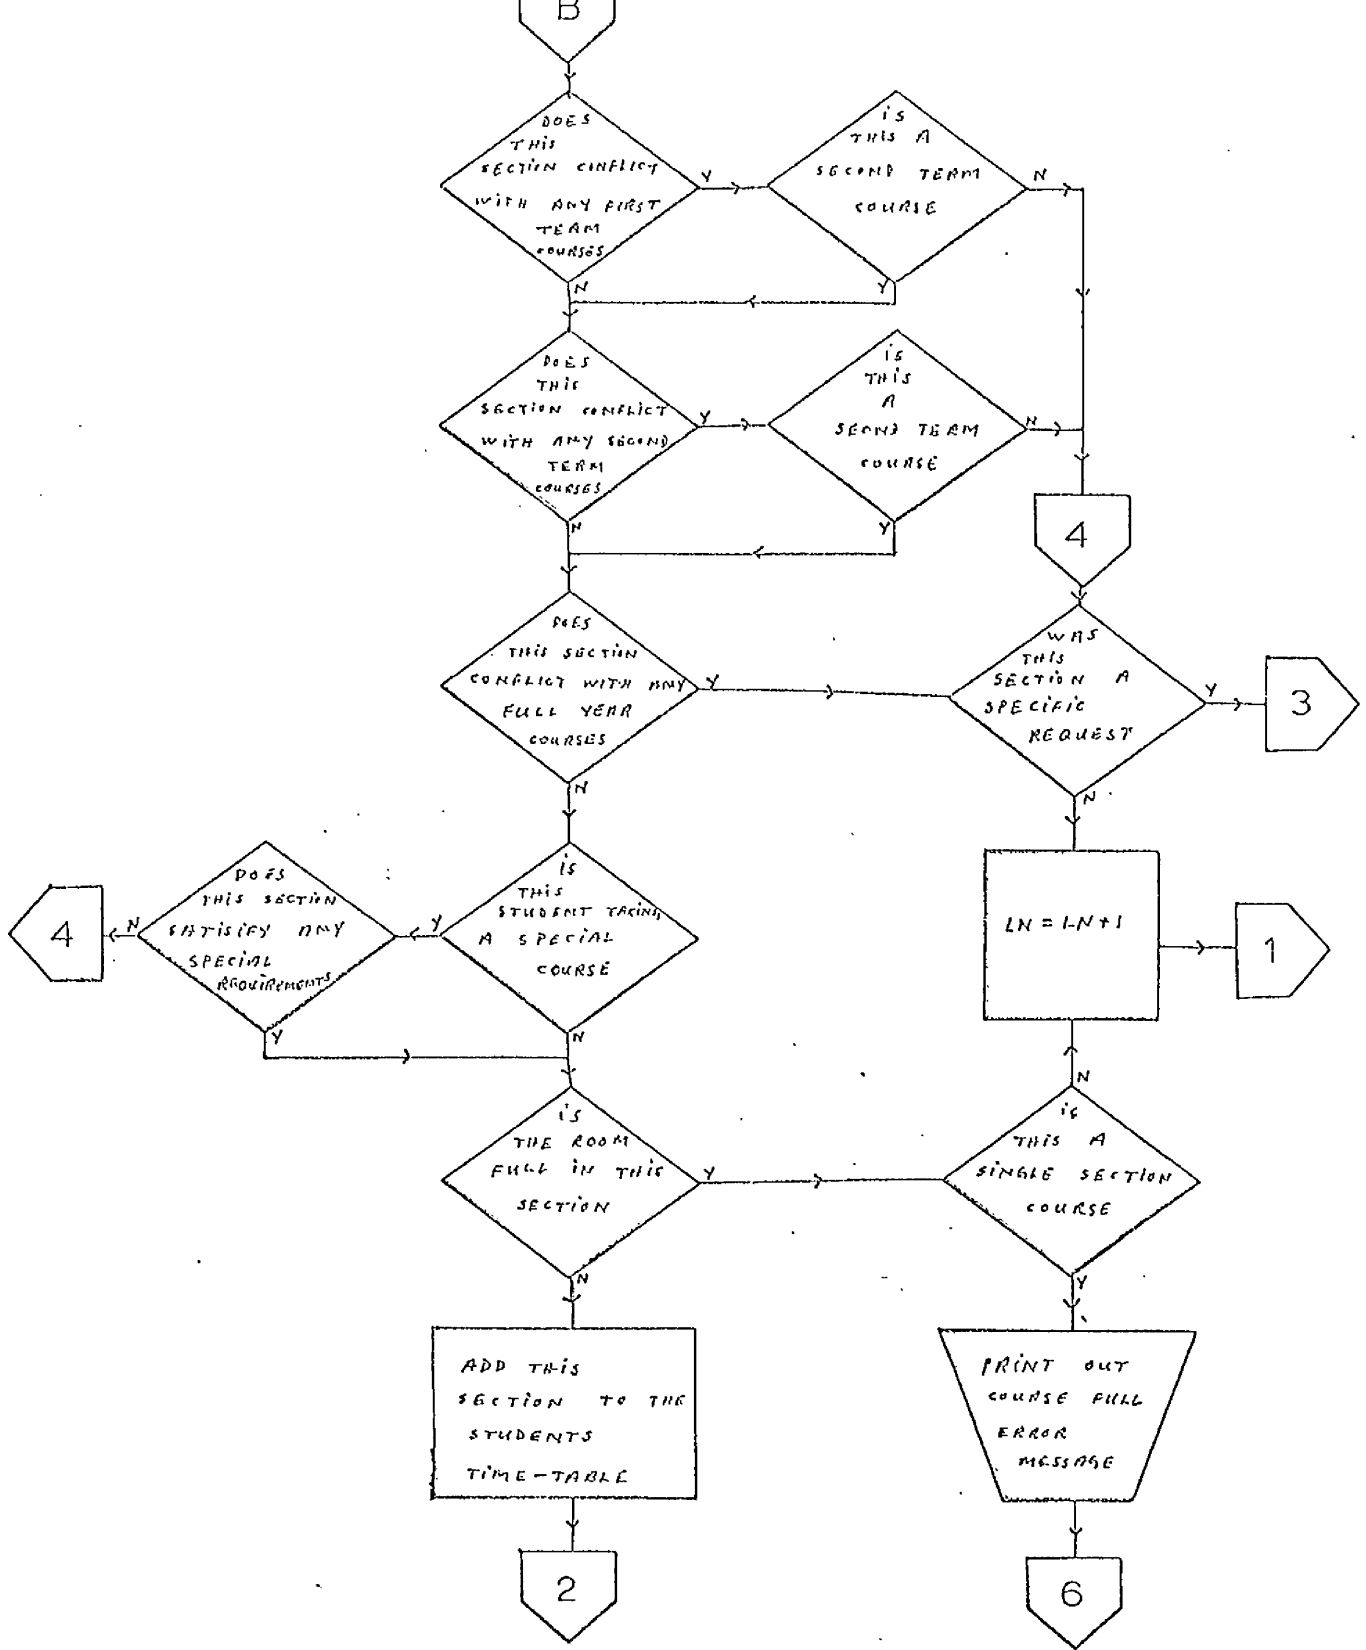 B
DOES
THIS
SECTION CONFLICT
WITH ANY FIRST
TERM
COURSES
Y
N
IS
THIS A
SECOND TERM
COURSE
N
Y
DOES
THIS
SECTION CONFLICT
WITH ANY SECOND
TERM
COURSES
Y
N
IS
THIS
A
SECOND TERM
COURSE
N
Y
4
DOES
THIS SECTION
CONFLICT WITH ANY
FULL YEAR
COURSES
Y
N
WAS
THIS
SECTION A
SPECIFIC
REQUEST
Y
N
3
4
N
DOES
THIS SECTION
SATISIFY ANY
SPECIAL
REQUIREMENTS
Y
Y
IS
THIS
STUDENT TAKING
A SPECIAL
COURSE
N
LN = LN + 1
1
IS
THE ROOM
FULL IN THIS
SECTION
Y
N
N
IS
THIS A
SINGLE SECTION
COURSE
Y
ADD THIS
SECTION TO THE
STUDENTS
TIME-TABLE
PRINT OUT
COURSE FULL
ERROR
MESSAGE
2
6